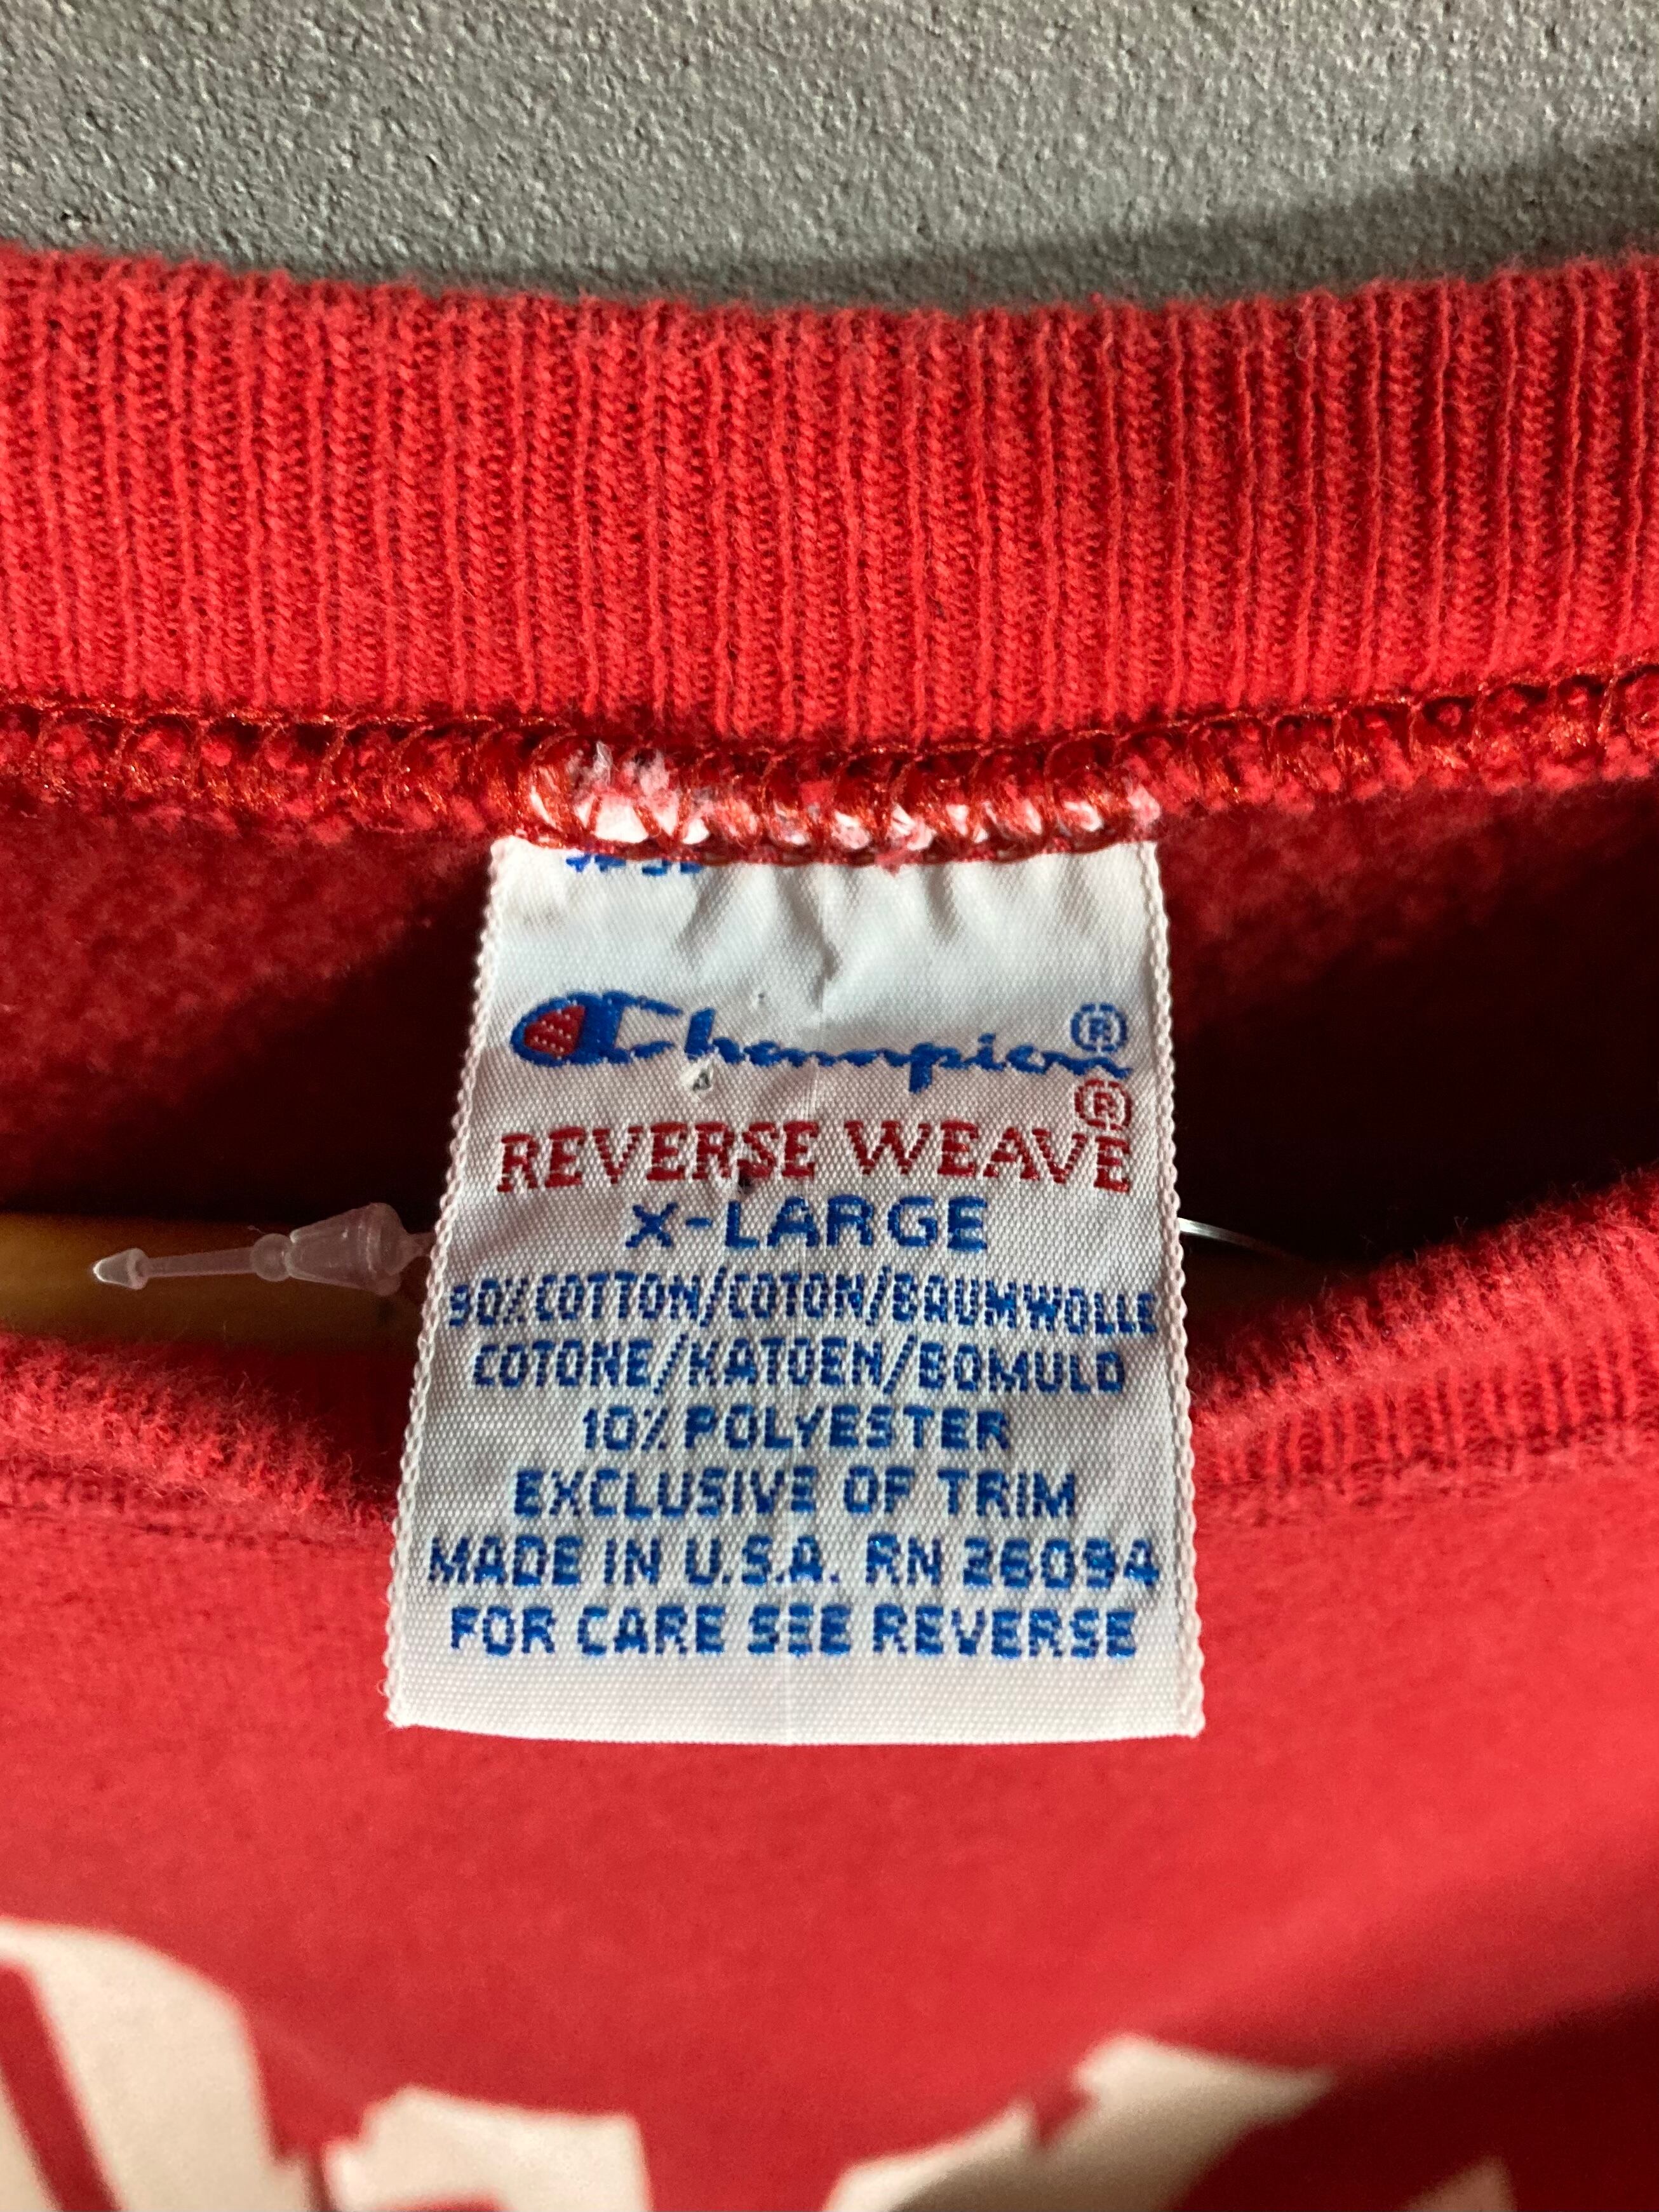 Champion®
REVERSE WEAVE®
X-LARGE
90% COTTON/COTON/BAUMWOLLE
COTONE/KATOEN/BOMULD
10% POLYESTER
EXCLUSIVE OF TRIM
MADE IN U.S.A. RN 26094
FOR CARE SEE REVERSE